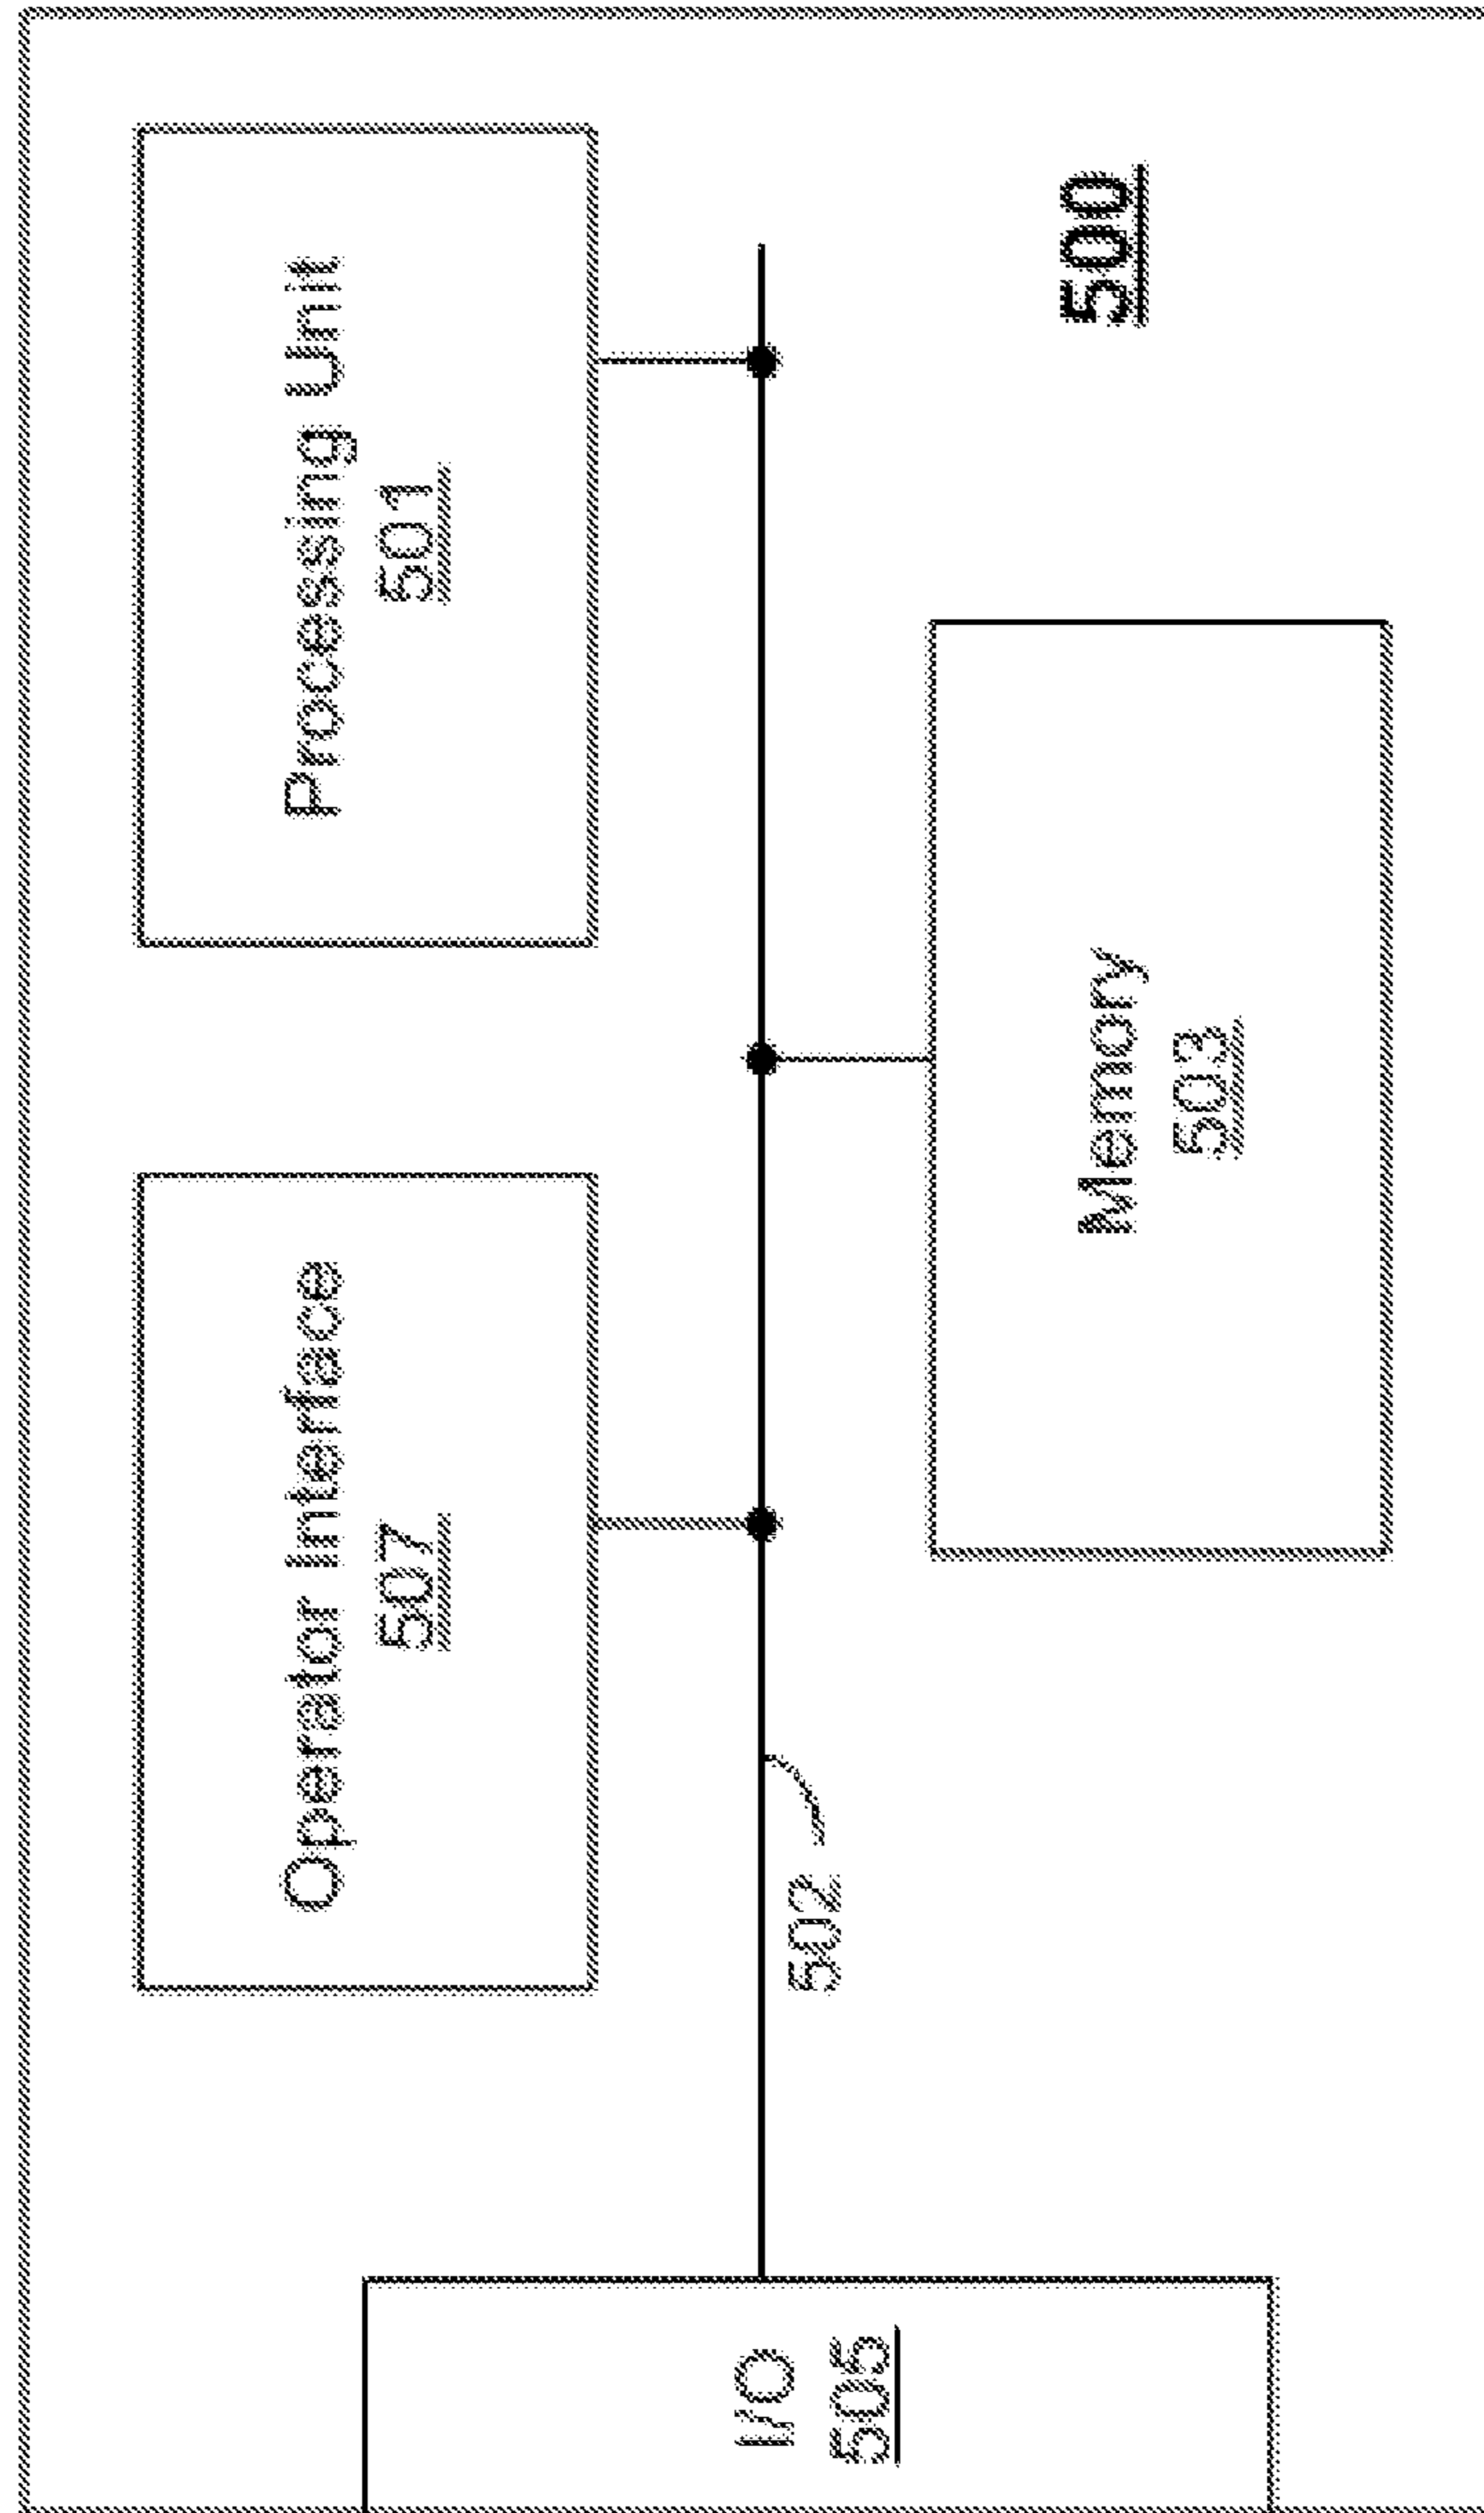 Operator Interface
507
Processing Unit
501
I/O
505
502
Memory
503
500